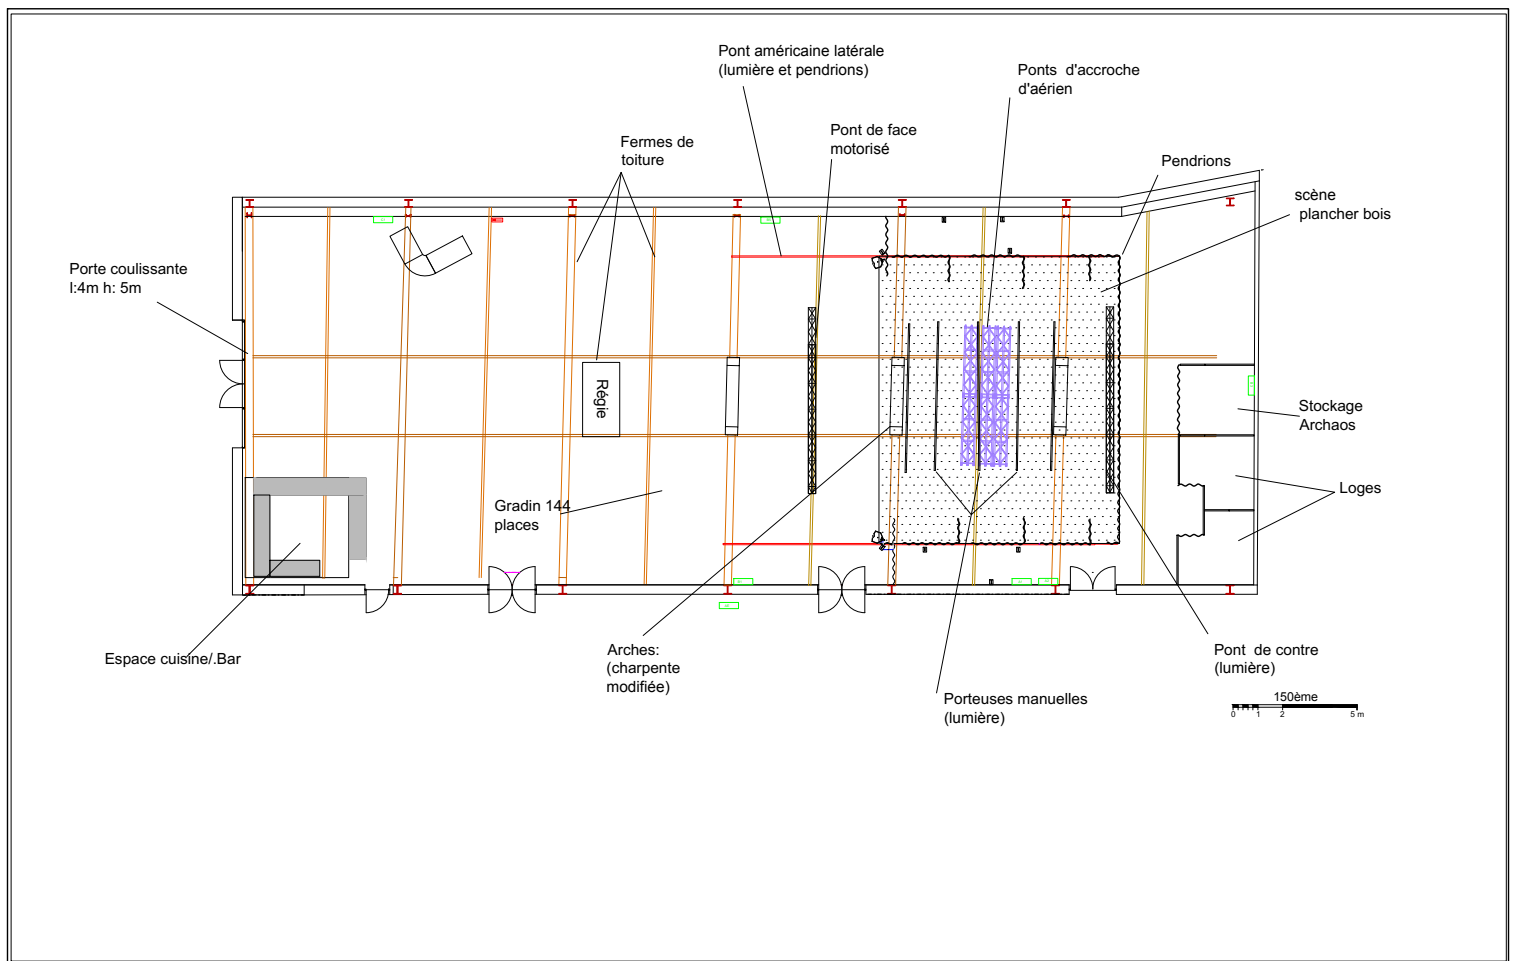 Pont américaine latérale
(lumière et pendrions)
Ponts  d'accroche
d'aérien
Pont de face
motorisé
Fermes de
toiture
Pendrions
scène
plancher bois
Porte coulissante
l:4m h: 5m
Régie
Stockage
Archaos
Loges
Gradin 144
places
Espace cuisine/.Bar
Arches:
(charpente
modifiée)
Porteuses manuelles
(lumière)
Pont  de contre
(lumière)
150ème
0 1 2 5 m